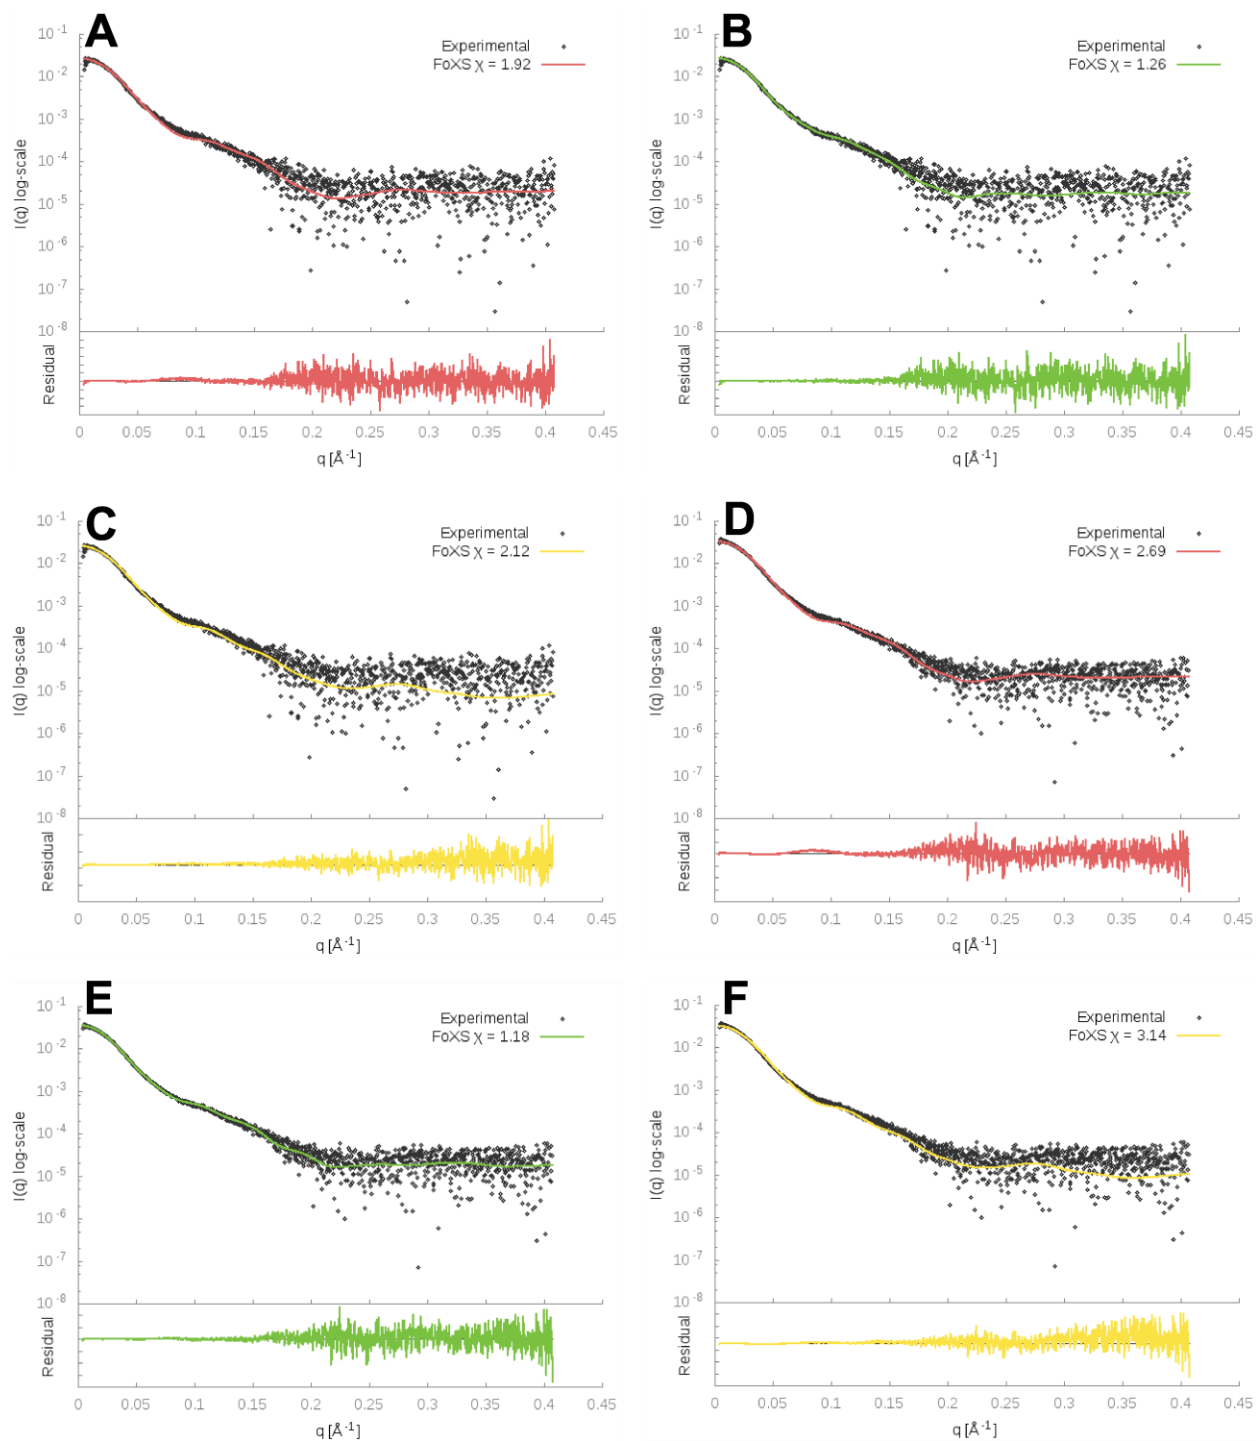 A
Experimental
FoXS χ = 1.92
10⁻¹
10⁻²
10⁻³
10⁻⁴
10⁻⁵
10⁻⁶
10⁻⁷
10⁻⁸
I(q) log-scale
Residual
0 0.05 0.1 0.15 0.2 0.25 0.3 0.35 0.4 0.45
q [Å⁻¹]
B
Experimental
FoXS χ = 1.26
10⁻¹
10⁻²
10⁻³
10⁻⁴
10⁻⁵
10⁻⁶
10⁻⁷
10⁻⁸
I(q) log-scale
Residual
0 0.05 0.1 0.15 0.2 0.25 0.3 0.35 0.4 0.45
q [Å⁻¹]
C
Experimental
FoXS χ = 2.12
10⁻¹
10⁻²
10⁻³
10⁻⁴
10⁻⁵
10⁻⁶
10⁻⁷
10⁻⁸
I(q) log-scale
Residual
0 0.05 0.1 0.15 0.2 0.25 0.3 0.35 0.4 0.45
q [Å⁻¹]
D
Experimental
FoXS χ = 2.69
10⁻¹
10⁻²
10⁻³
10⁻⁴
10⁻⁵
10⁻⁶
10⁻⁷
10⁻⁸
I(q) log-scale
Residual
0 0.05 0.1 0.15 0.2 0.25 0.3 0.35 0.4 0.45
q [Å⁻¹]
E
Experimental
FoXS χ = 1.18
10⁻¹
10⁻²
10⁻³
10⁻⁴
10⁻⁵
10⁻⁶
10⁻⁷
10⁻⁸
I(q) log-scale
Residual
0 0.05 0.1 0.15 0.2 0.25 0.3 0.35 0.4 0.45
q [Å⁻¹]
F
Experimental
FoXS χ = 3.14
10⁻¹
10⁻²
10⁻³
10⁻⁴
10⁻⁵
10⁻⁶
10⁻⁷
10⁻⁸
I(q) log-scale
Residual
0 0.05 0.1 0.15 0.2 0.25 0.3 0.35 0.4 0.45
q [Å⁻¹]